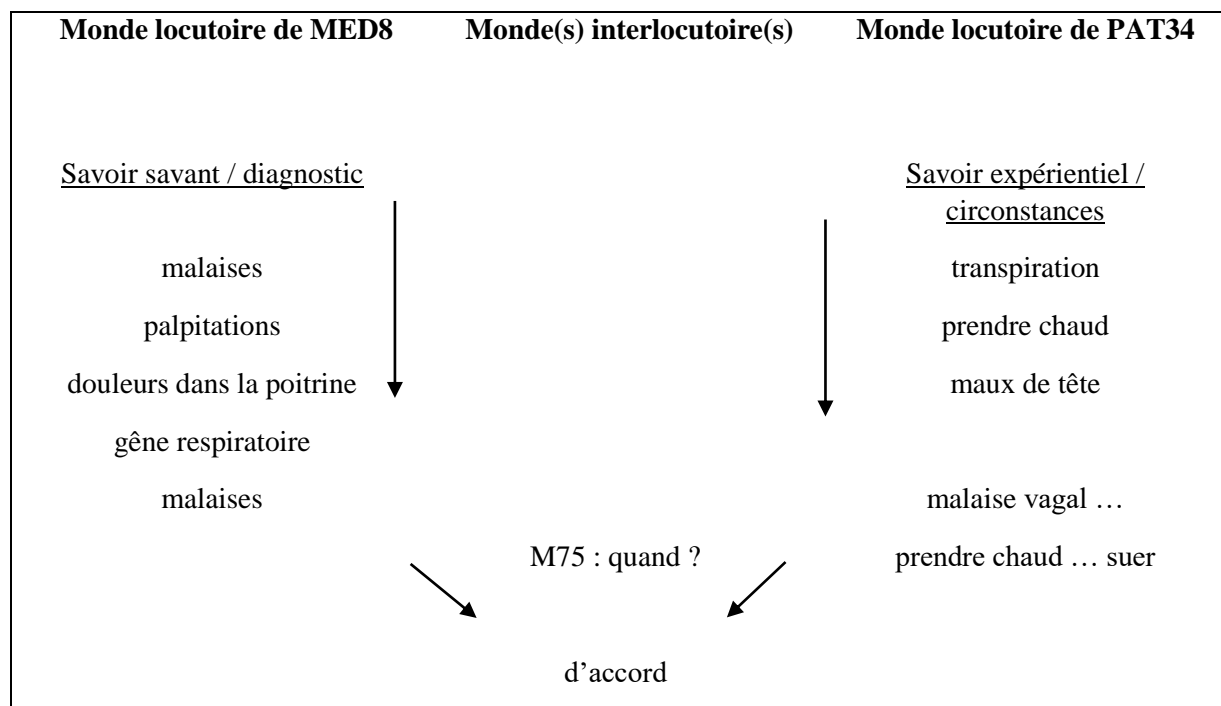 Monde locutoire de MED8 Monde(s) interlocutoire(s) Monde locutoire de PAT34
Savoir savant / diagnostic Savoir expérientiel /
circonstances
malaises transpiration
palpitations prendre chaud
douleurs dans la poitrine maux de tête
gêne respiratoire
malaises malaise vagal …
M75 : quand ? prendre chaud … suer
d’accord